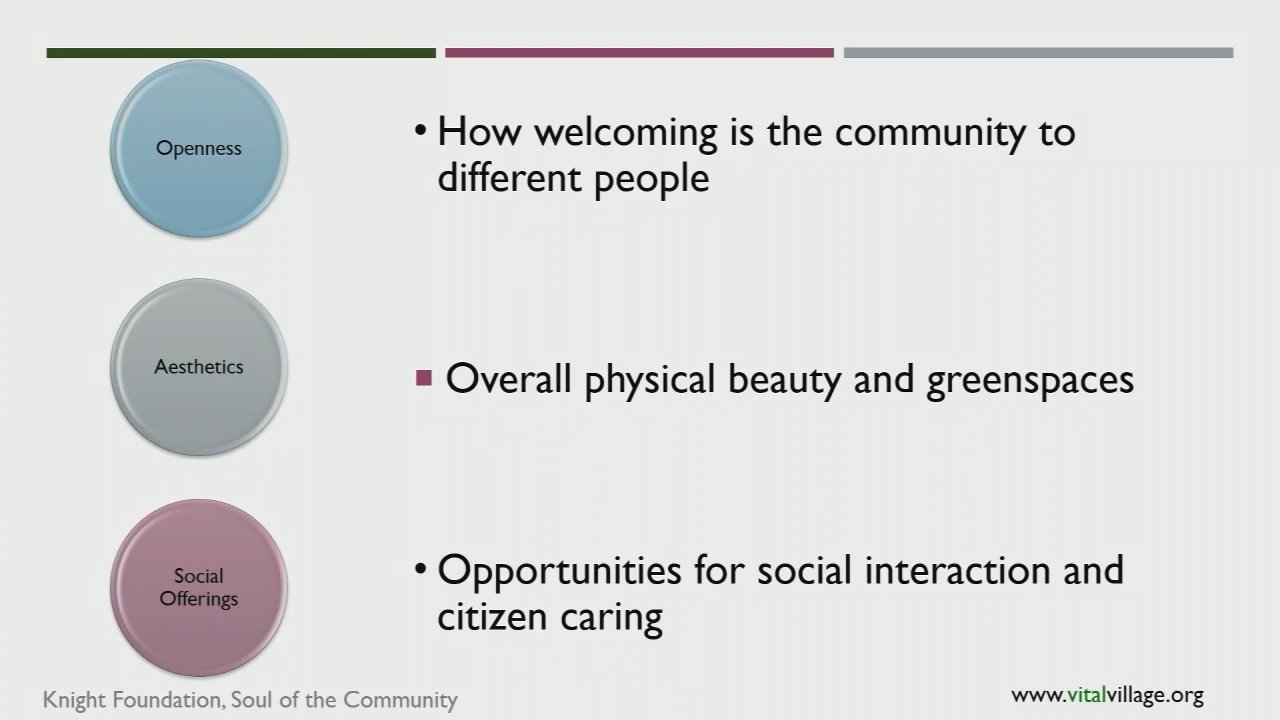 Openness
• How welcoming is the community to
different people
Aesthetics
▪ Overall physical beauty and greenspaces
Social
Offerings
• Opportunities for social interaction and
citizen caring
Knight Foundation, Soul of the Community
www.vitalvillage.org